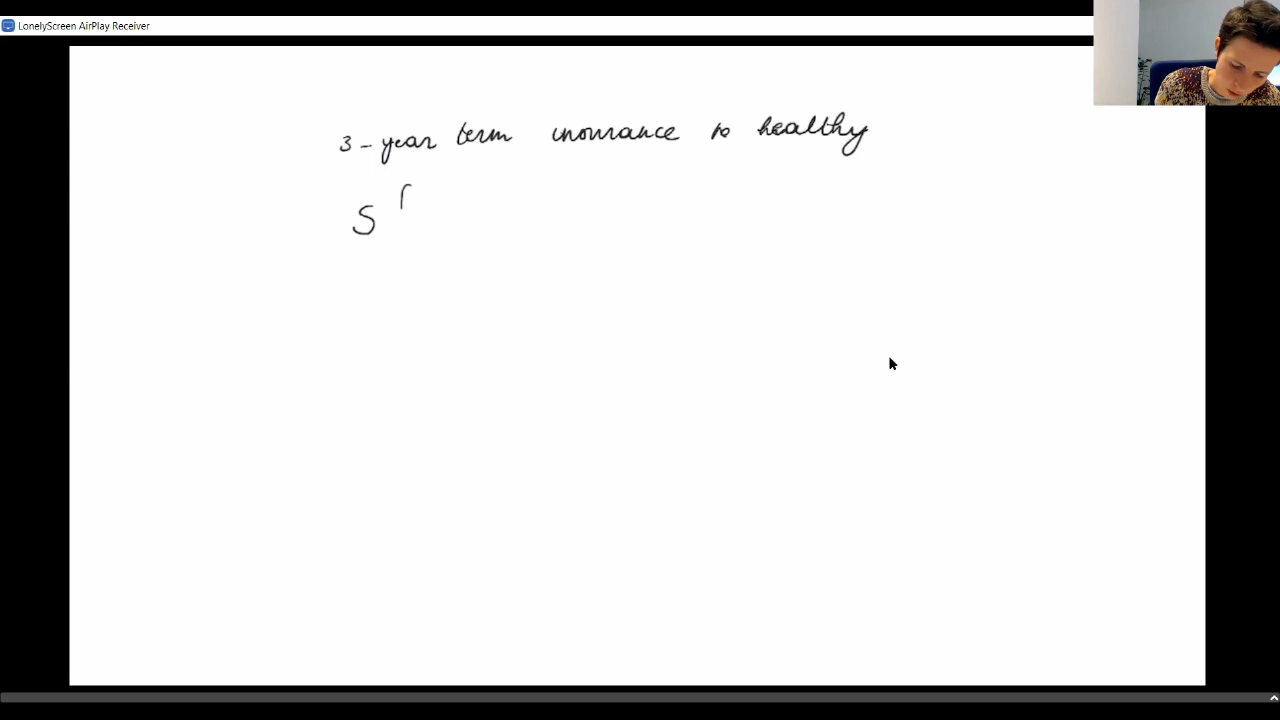 LonelyScreen AirPlay Receiver
3 - year term insurance to healthy
S